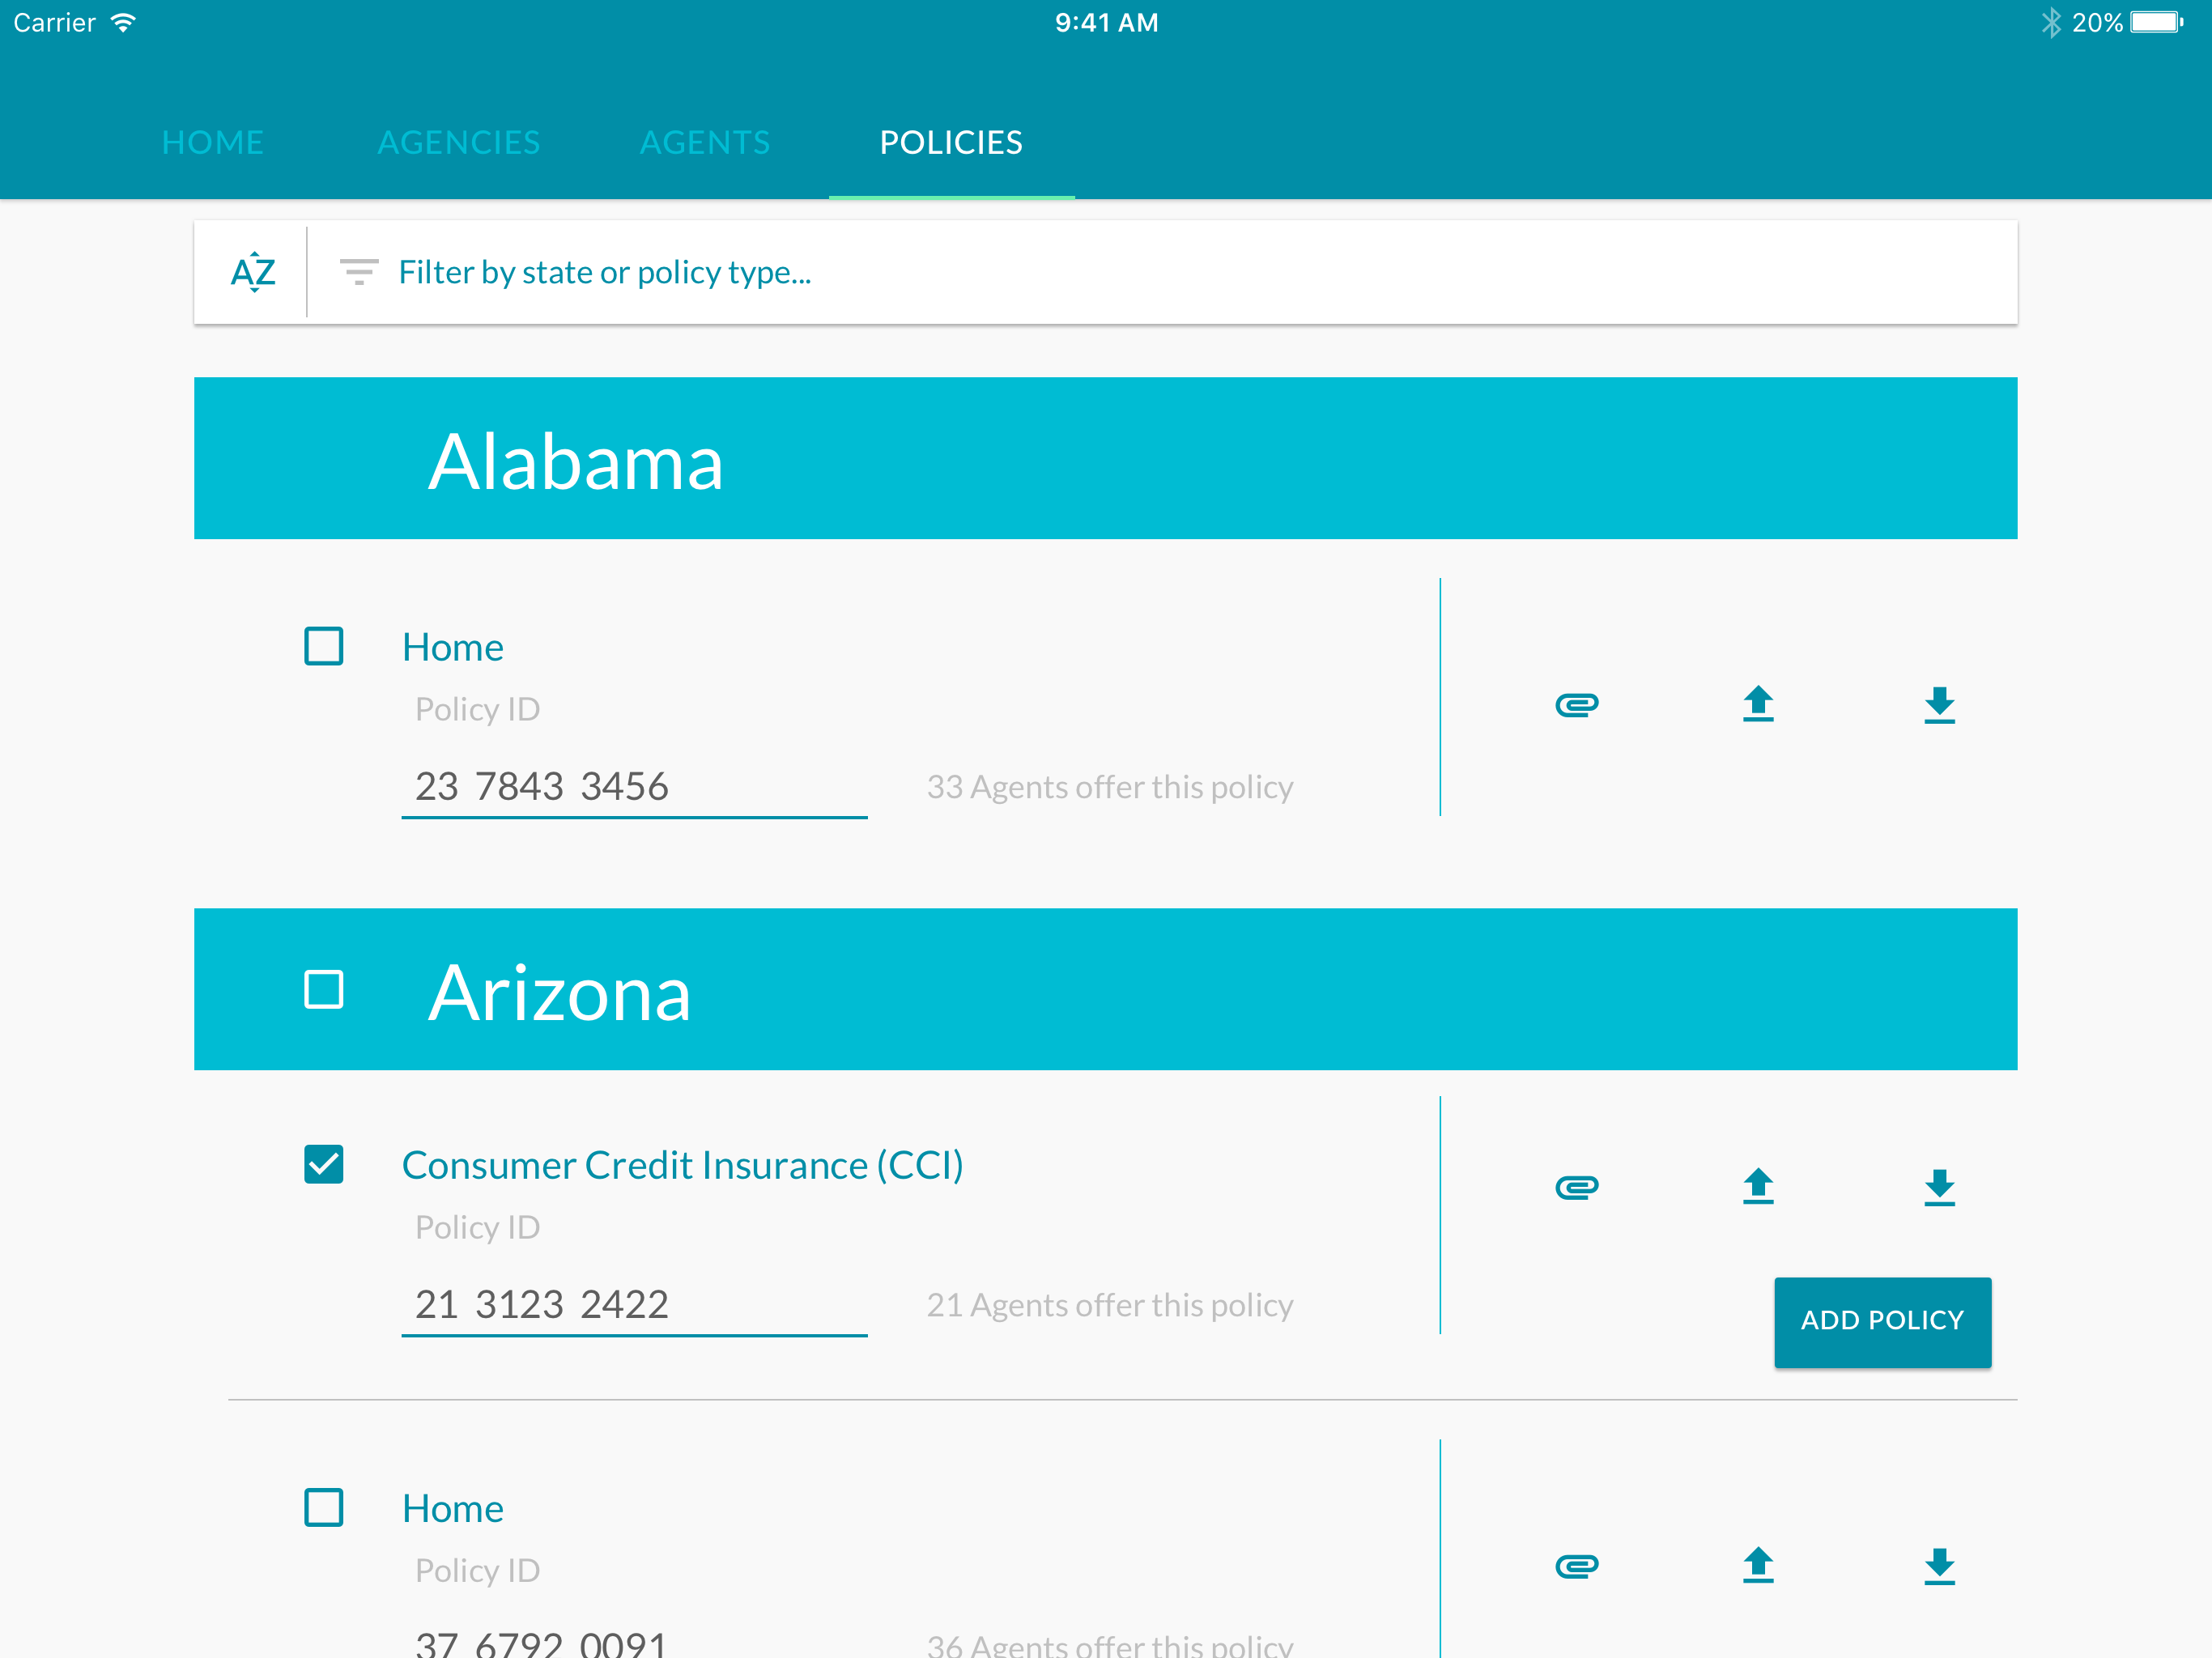 Carrier 9:41 AM 20%
HOME AGENCIES AGENTS POLICIES
AZ Filter by state or policy type...
Alabama
Home
Policy ID
23 7843 3456 33 Agents offer this policy
Arizona
Consumer Credit Insurance (CCI)
Policy ID
21 3123 2422 21 Agents offer this policy
ADD POLICY
Home
Policy ID
37 6792 0091 36 Agents offer this policy